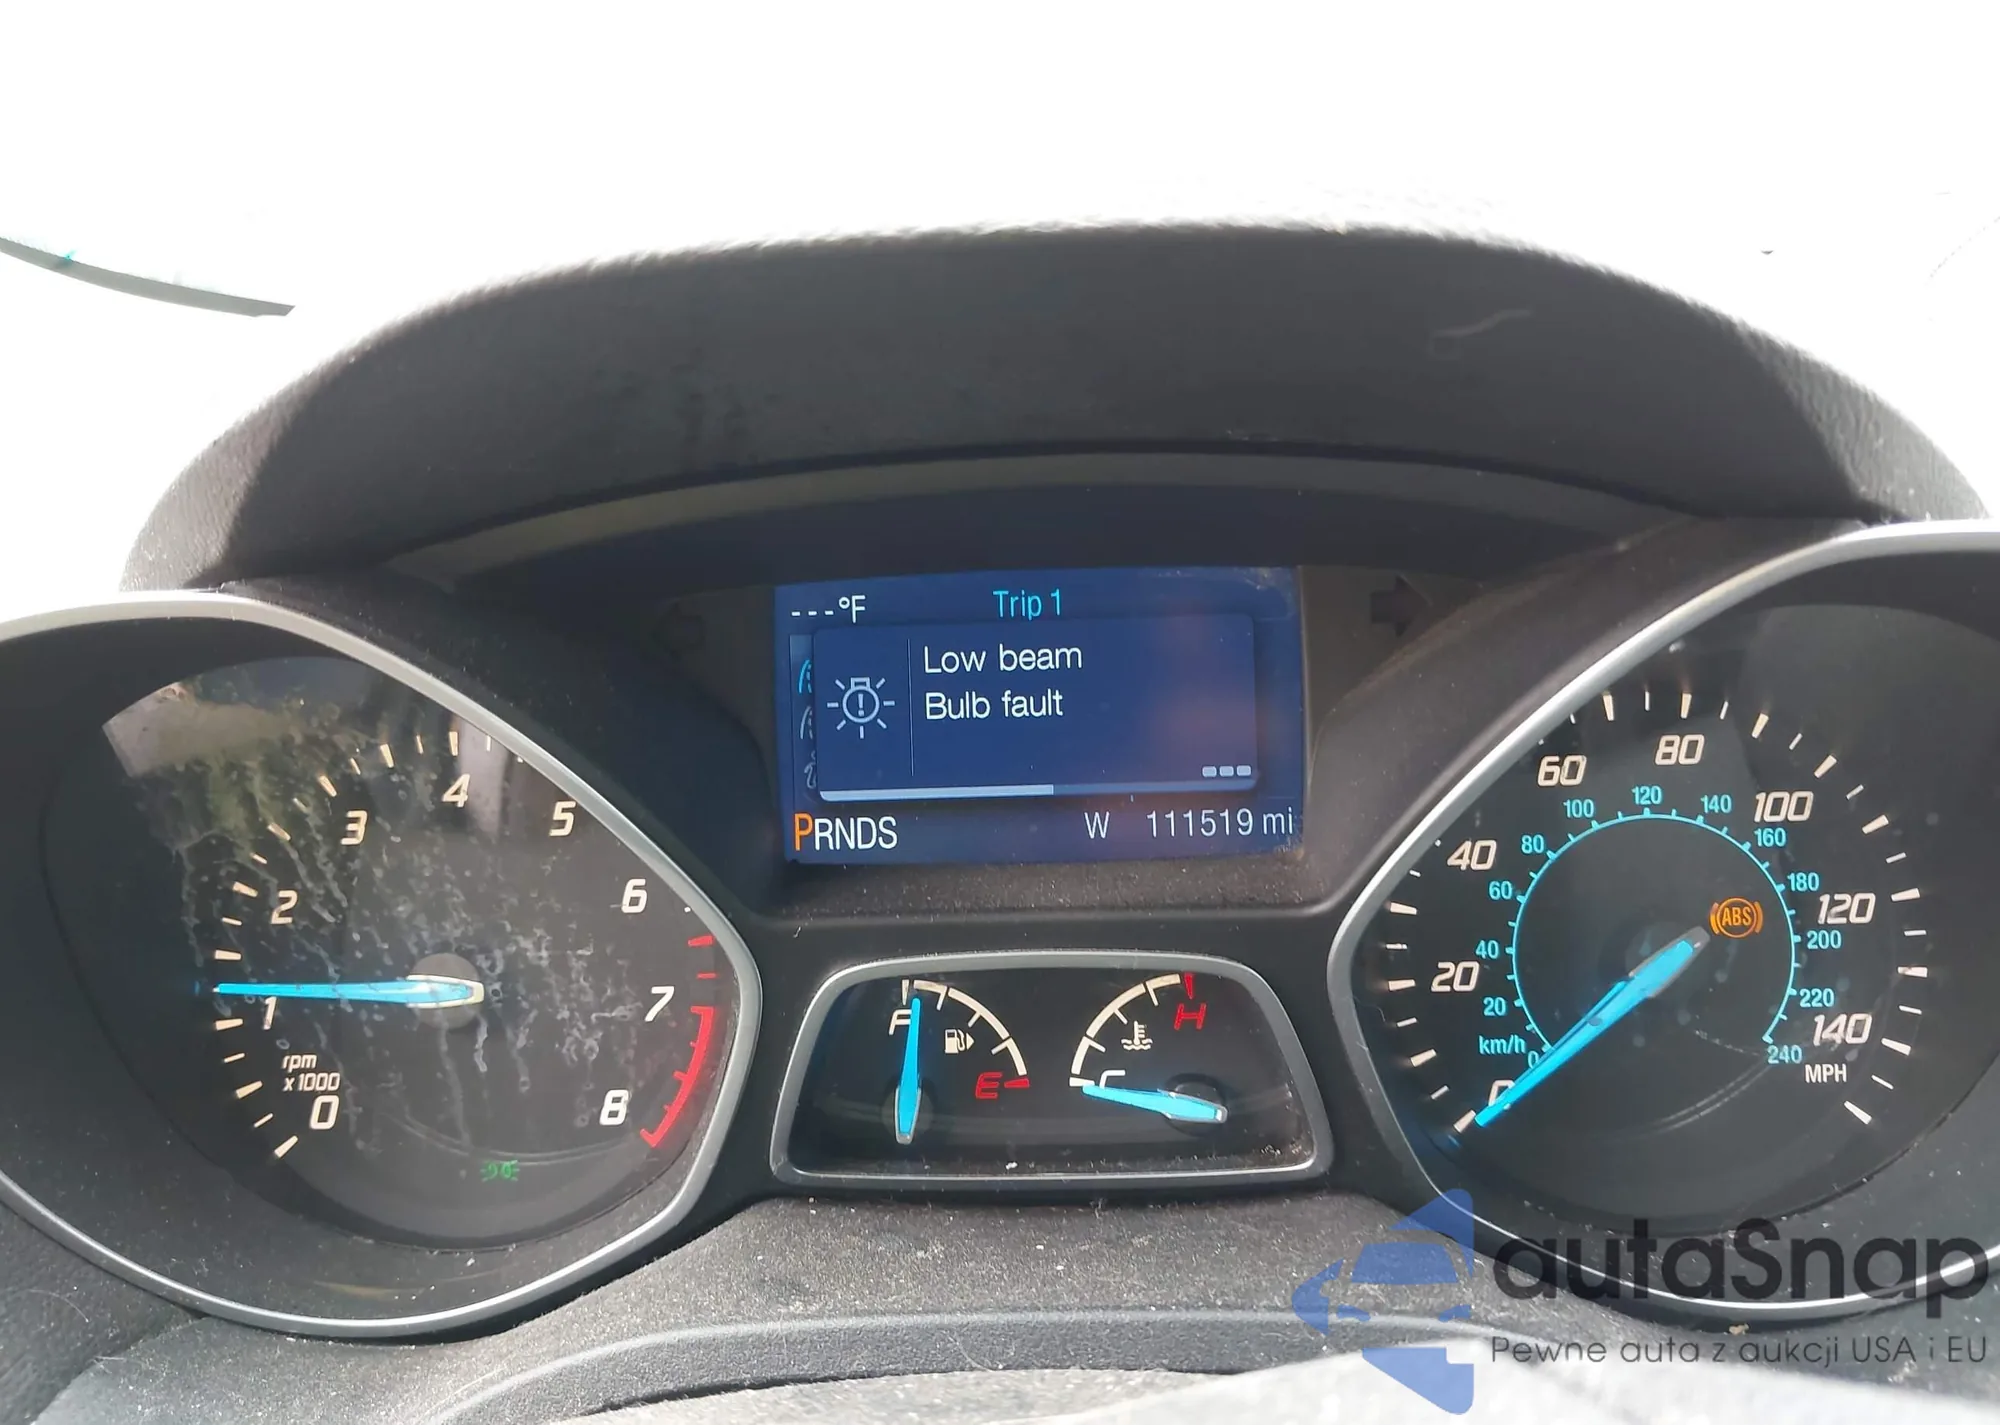 ---°F
Trip 1
Low beam
Bulb fault
PRNDS
W
111519 mi
0
1
2
3
4
5
6
7
8
rpm
x1000
F
E
C
H
0
20
40
60
80
100
120
140
MPH
km/h
0
20
40
60
80
100
120
140
160
180
200
220
240
ABS
autaSnap
Pewne auta z aukcji USA i EU